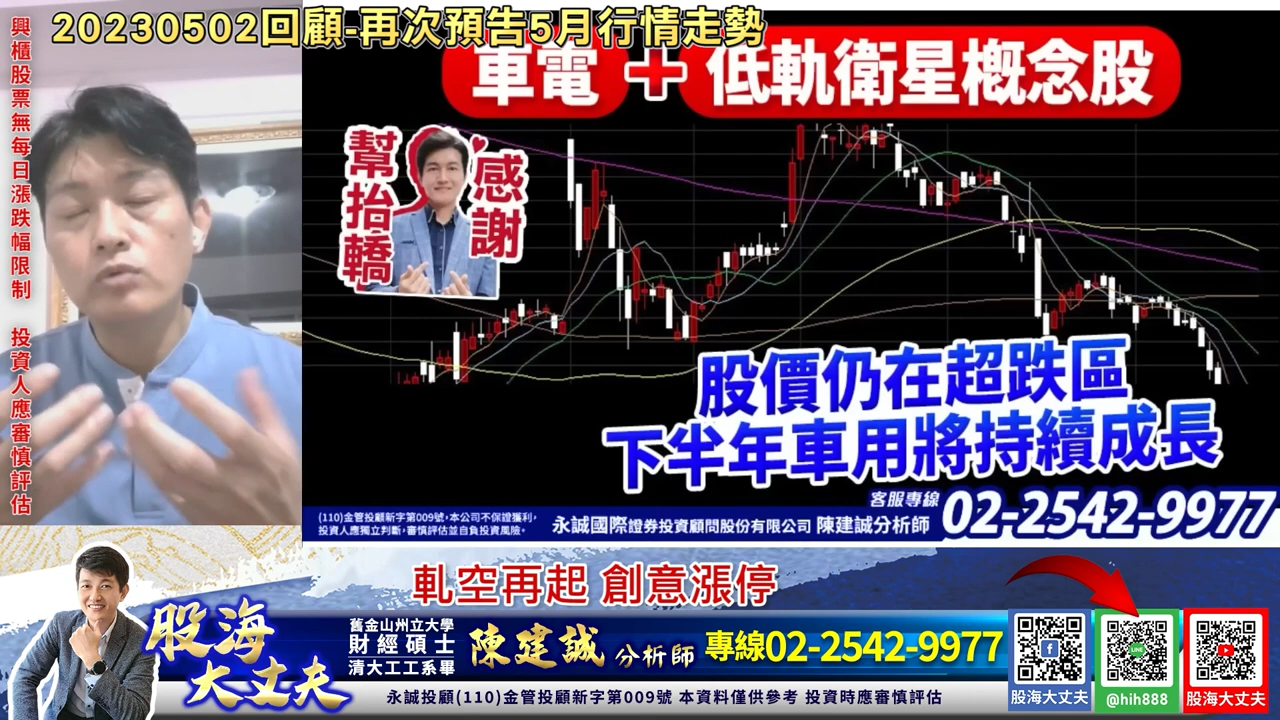 20230502回顧-再次預告5月行情走勢
興櫃股票無每日漲跌幅限制 投資人應審慎評估
車電+低軌衛星概念股
幫抬轎
感謝
股價仍在超跌區
下半年車用將持續成長
客服專線
02-2542-9977
(110)金管投顧新字第009號,本公司不保證獲利,
投資人應獨立判斷,審慎評估並自負投資風險。
永誠國際證券投資顧問股份有限公司 陳建誠分析師
軋空再起 創意漲停
股海大丈夫
舊金山州立大學
財經碩士
清大工工系畢
陳建誠 分析師
專線02-2542-9977
永誠投顧(110)金管投顧新字第009號 本資料僅供參考 投資時應審慎評估
股海大丈夫
LINE
@hih888
股海大丈夫